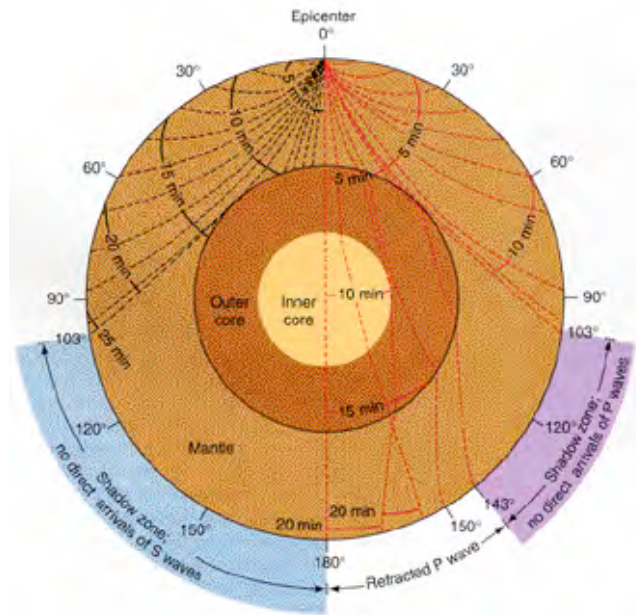 Epicenter
0°
30°
30°
5 min
10 min
5 min
60°
15 min
5 min
60°
10 min
20 min
90°
Outer core
Inner core
10 min
90°
103°
25 min
103°
15 min
120°
Mantle
120°
Shadow zone;
no direct arrivals of S waves
Shadow zone;
no direct arrivals of P waves
20 min
143°
150°
20 min
150°
180°
Refracted P wave